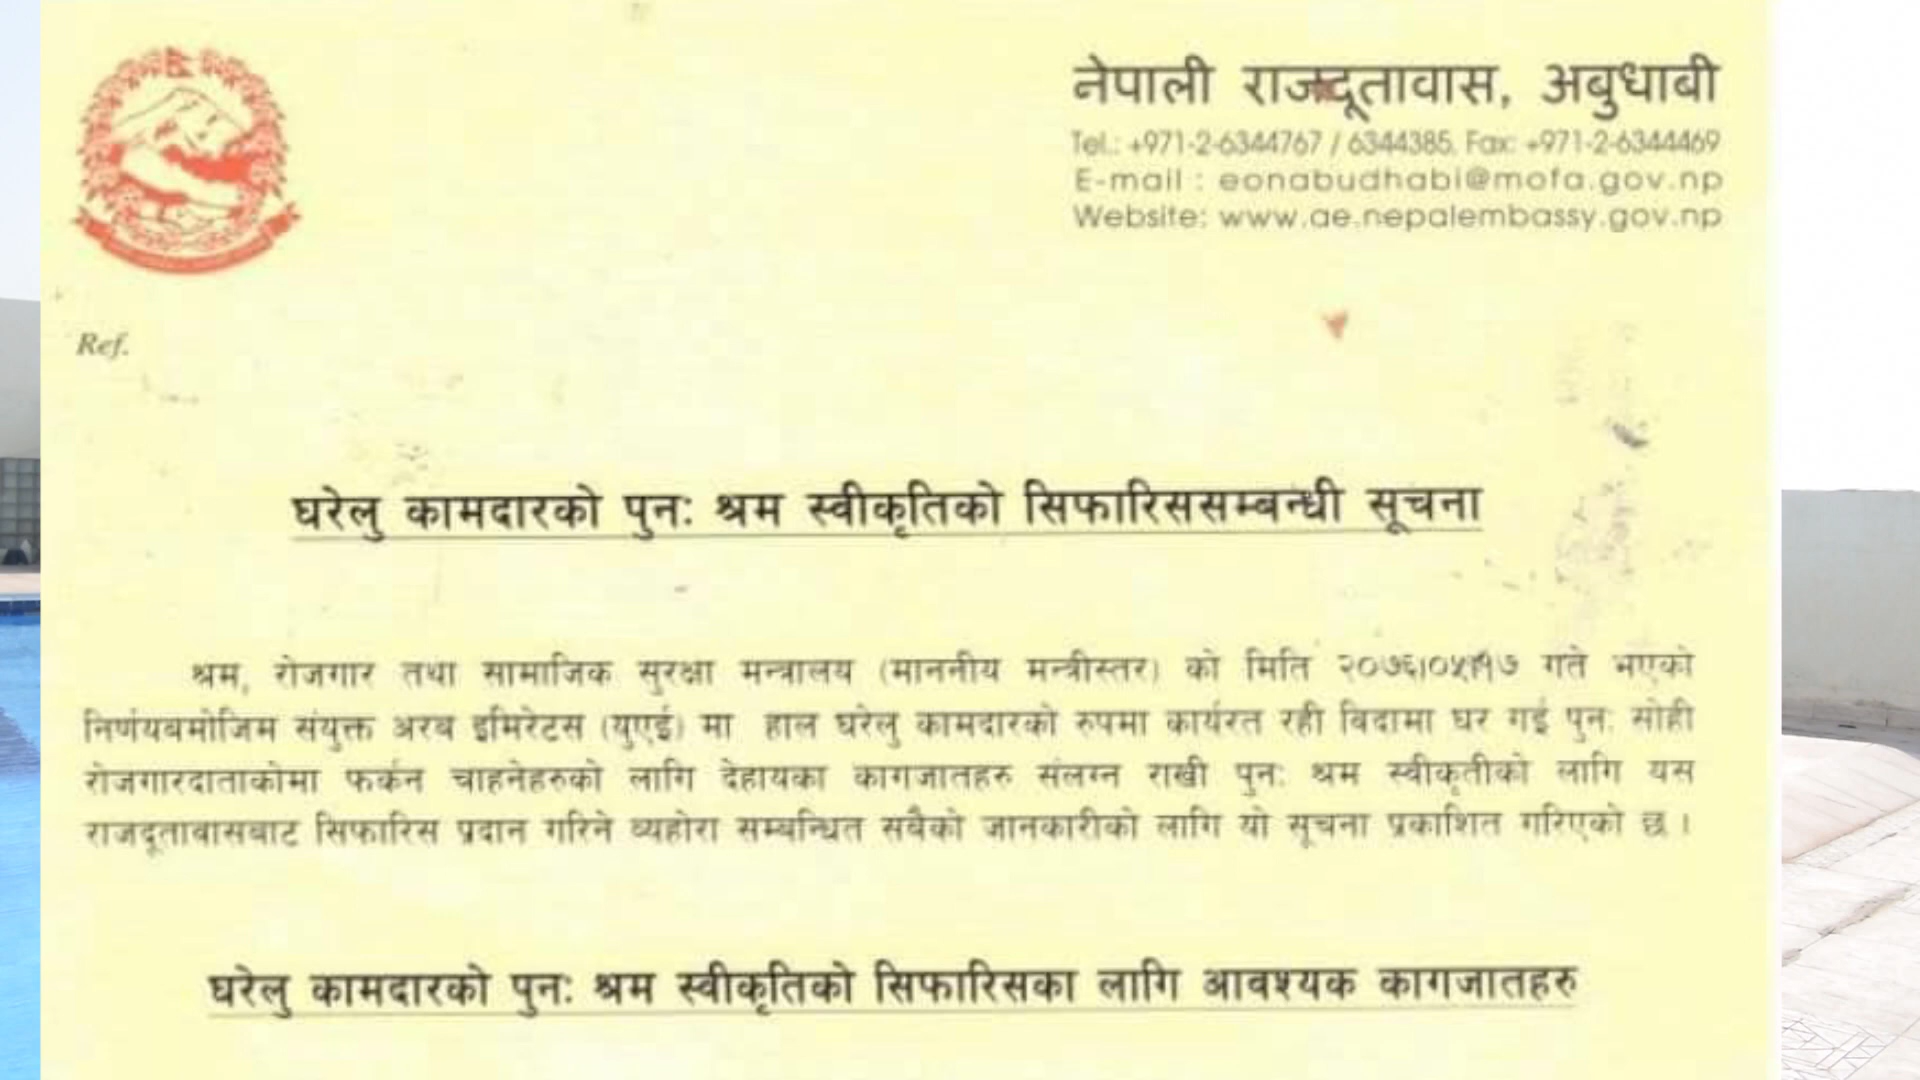 नेपाली राजदूतावास, अबुधाबी
Tel.: +971-2-6344767 / 6344385, Fax: +971-2-6344469
E-mail : eonabudhabi@mofa.gov.np
Website: www.ae.nepalembassy.gov.np
Ref.
घरेलु कामदारको पुनः श्रम स्वीकृतिको सिफारिससम्बन्धी सूचना
श्रम, रोजगार तथा सामाजिक सुरक्षा मन्त्रालय (माननीय मन्त्रीस्तर) को मिति गते भएको
निर्णयबमोजिम संयुक्त अरब इमिरेटस (युएई) मा हाल घरेलु कामदारको रुपमा कार्यरत रही बिदामा घर गई पुनः सोही
रोजगारदाताकोमा फर्कन चाहनेहरुको लागि देहायका कागजातहरु संलग्न राखी पुनः श्रम स्वीकृतीको लागि यस
राजदूतावासबाट सिफारिस प्रदान गरिने व्यहोरा सम्बन्धित सबैको जानकारीको लागि यो सूचना प्रकाशित गरिएको छ ।
घरेलु कामदारको पुनः श्रम स्वीकृतिको सिफारिसका लागि आवश्यक कागजातहरु